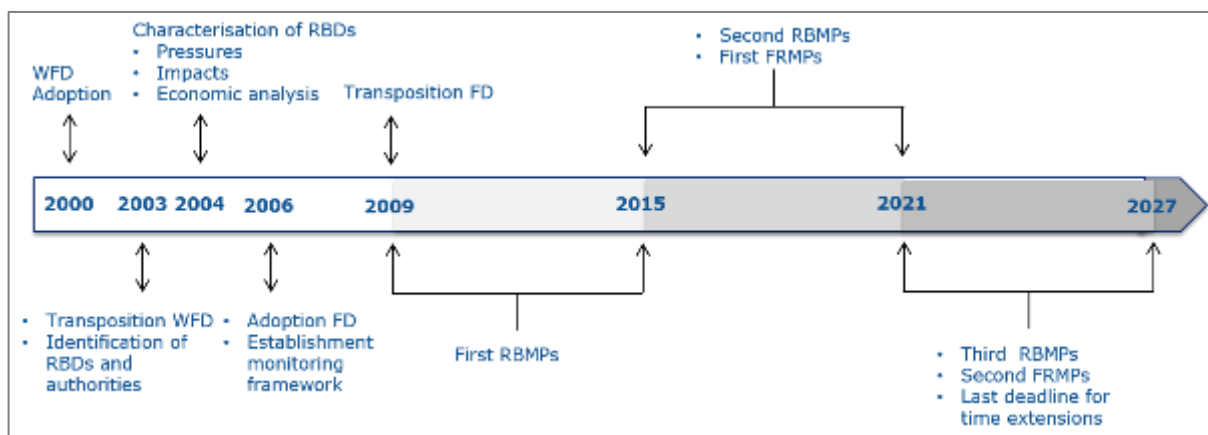 Characterisation of RBDs
• Pressures
• Impacts
• Economic analysis
WFD
Adoption
Transposition FD
• Second RBMPs
• First FRMPs
2000
2003
2004
2006
2009
2015
2021
2027
• Transposition WFD
• Identification of
RBDs and
authorities
• Adoption FD
• Establishment
monitoring
framework
First RBMPs
• Third RBMPs
• Second FRMPs
• Last deadline for
time extensions